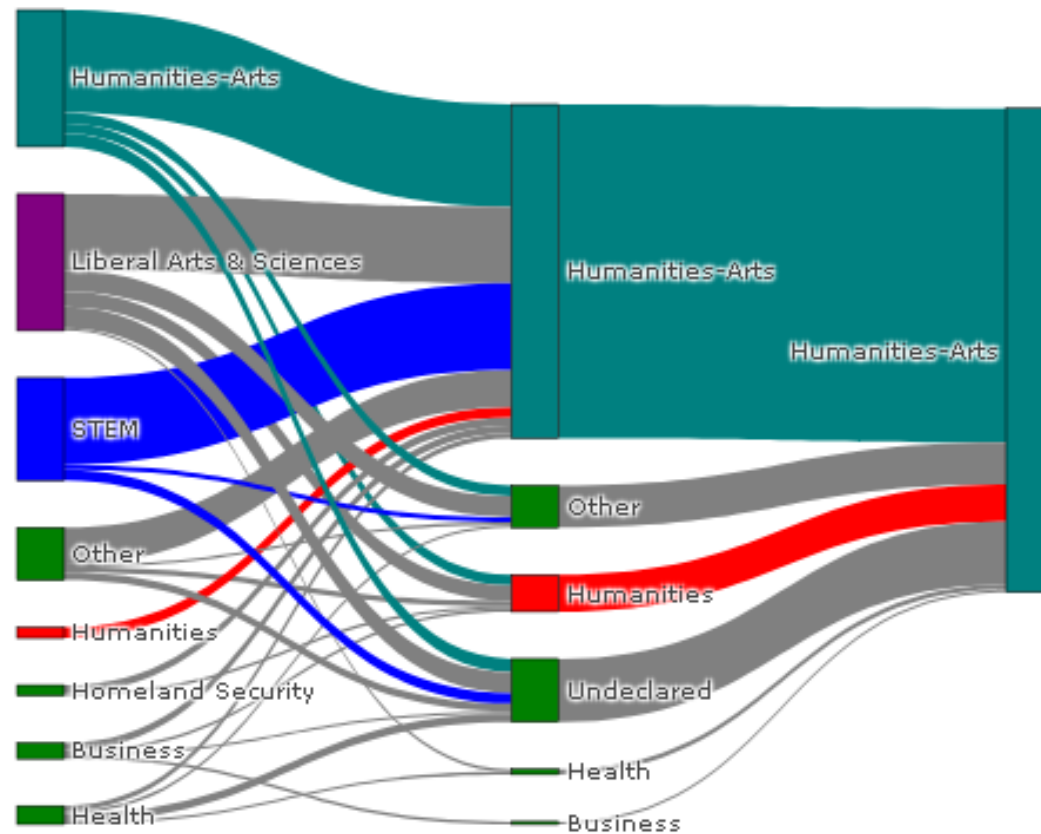 Humanities-Arts
Liberal Arts & Sciences
STEM
Other
Humanities
Homeland Security
Business
Health
Humanities-Arts
Other
Humanities
Undeclared
Health
Business
Humanities-Arts